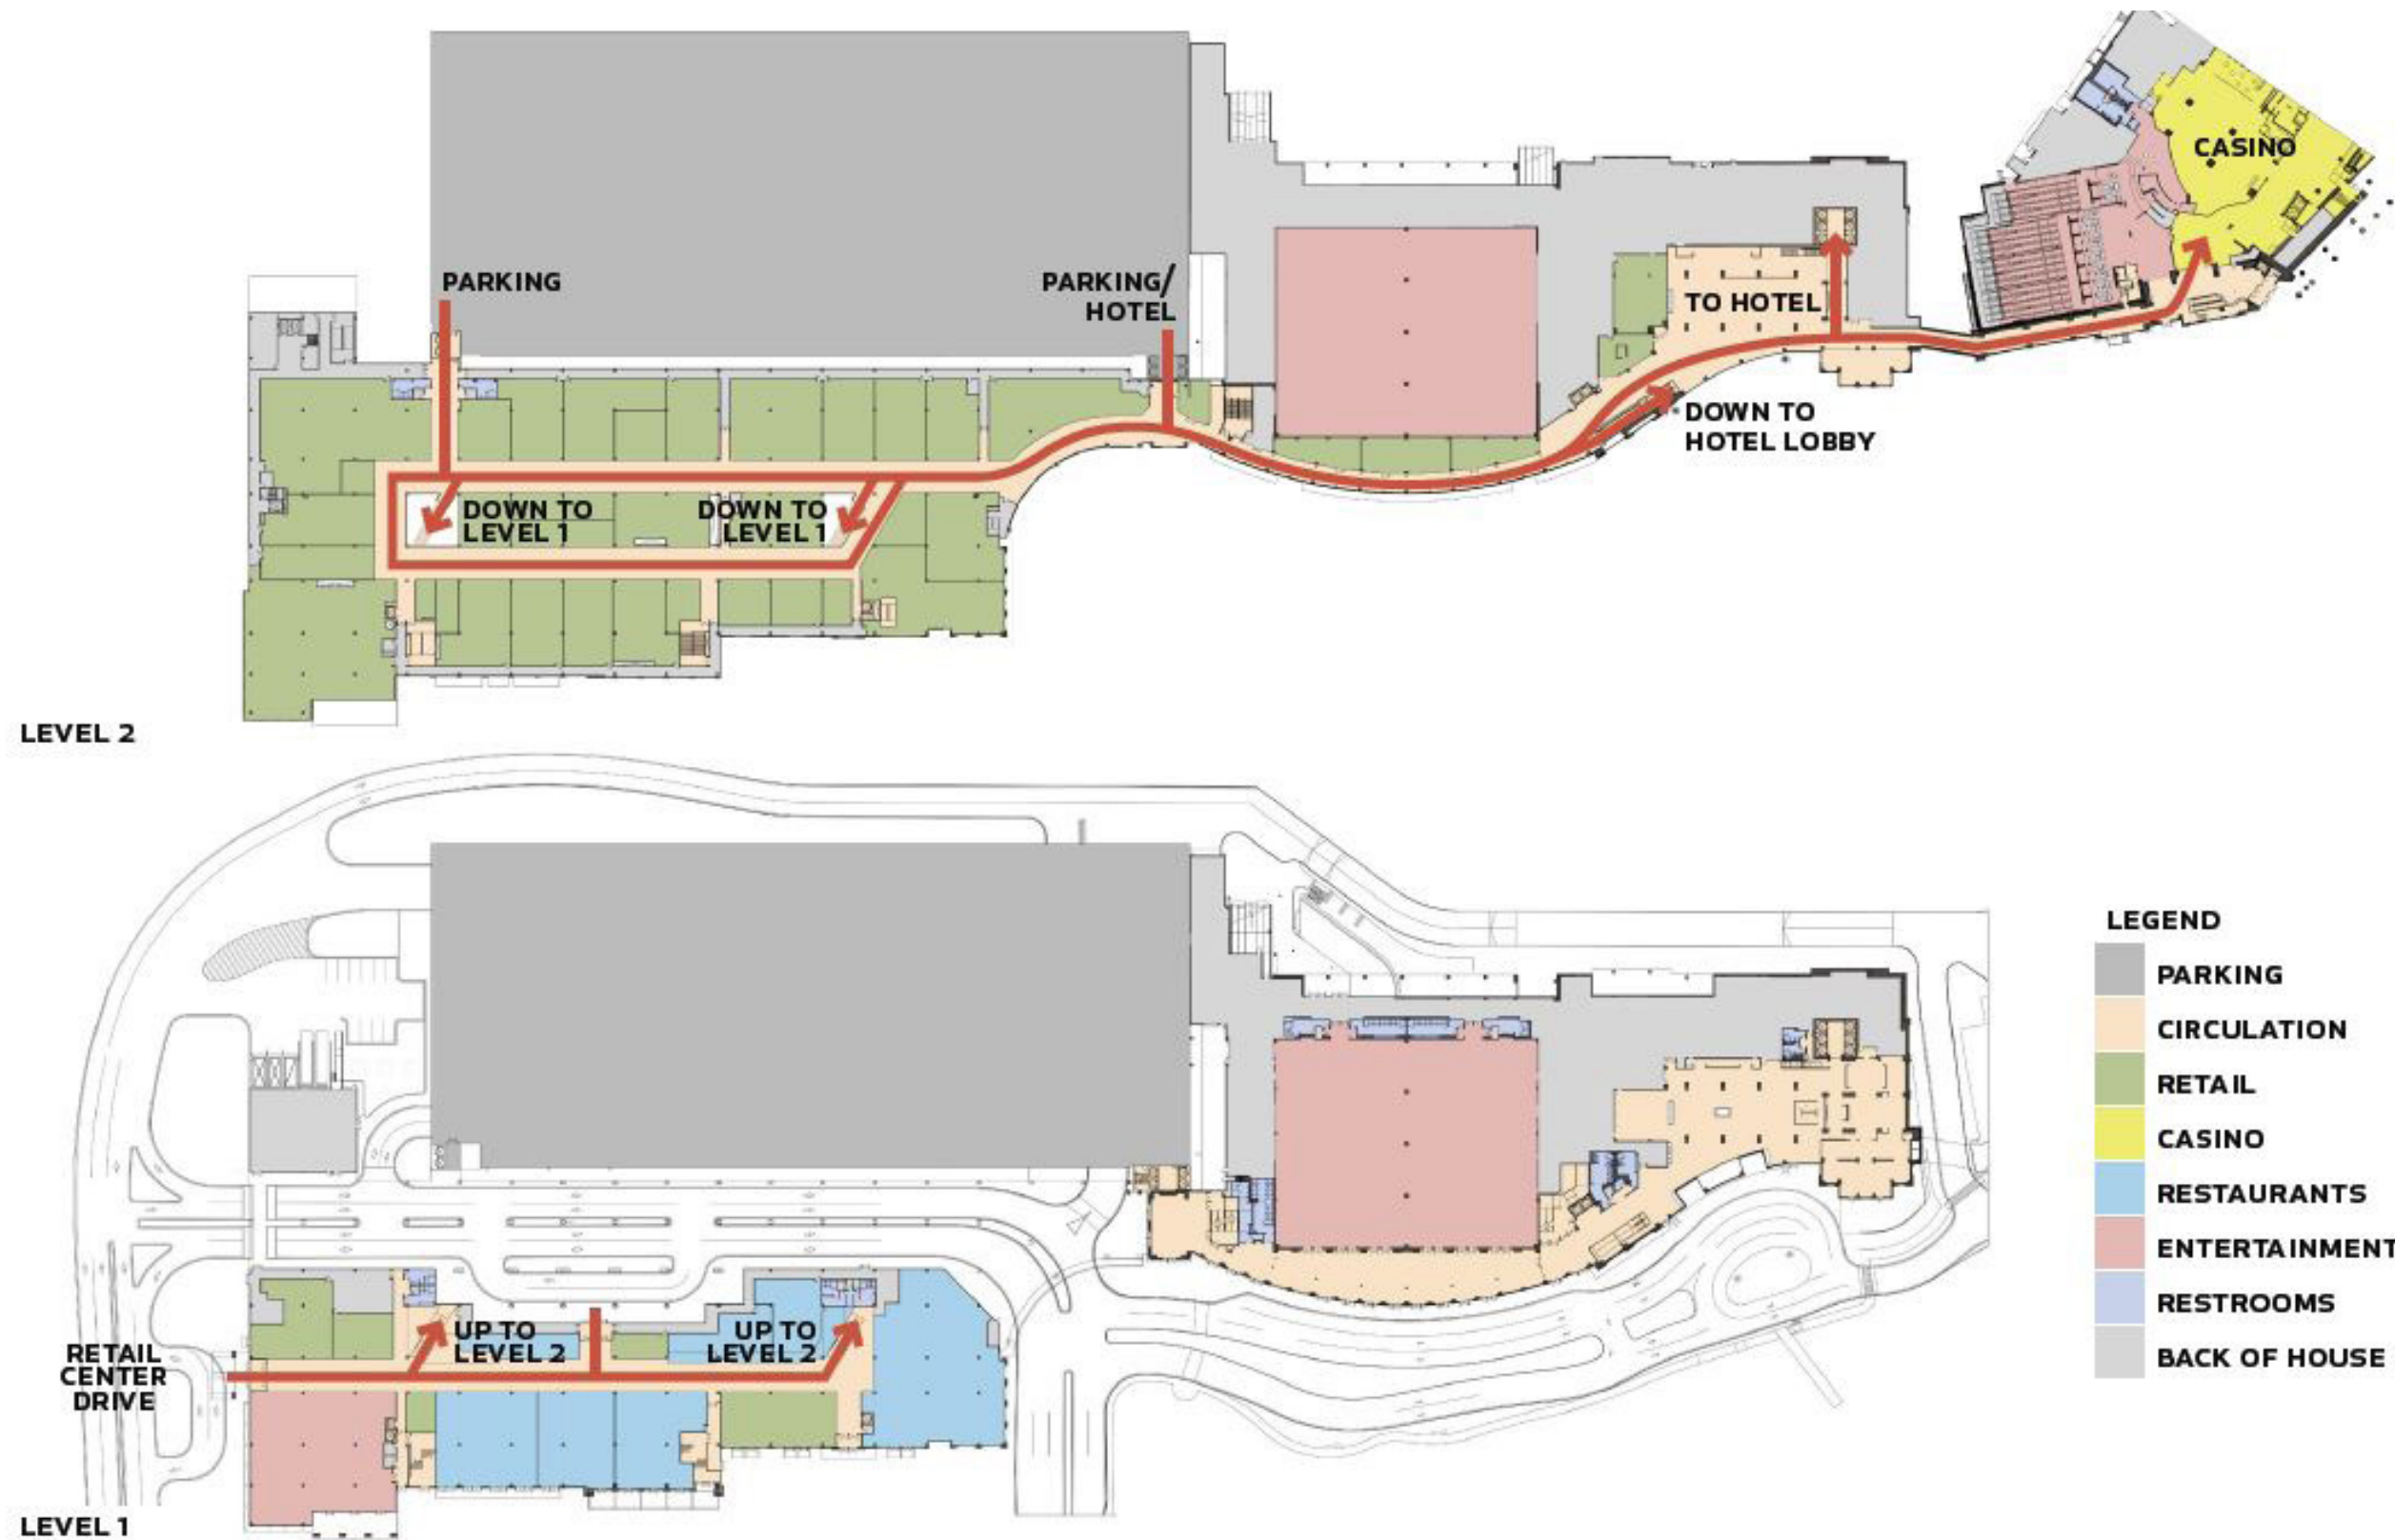 CASINO
PARKING
PARKING/
HOTEL
TO HOTEL
DOWN TO
HOTEL LOBBY
DOWN TO
LEVEL 1
DOWN TO
LEVEL 1
LEVEL 2
LEGEND
PARKING
CIRCULATION
RETAIL
CASINO
RESTAURANTS
ENTERTAINMENT
RESTROOMS
BACK OF HOUSE
UP TO
LEVEL 2
UP TO
LEVEL 2
RETAIL
CENTER
DRIVE
LEVEL 1